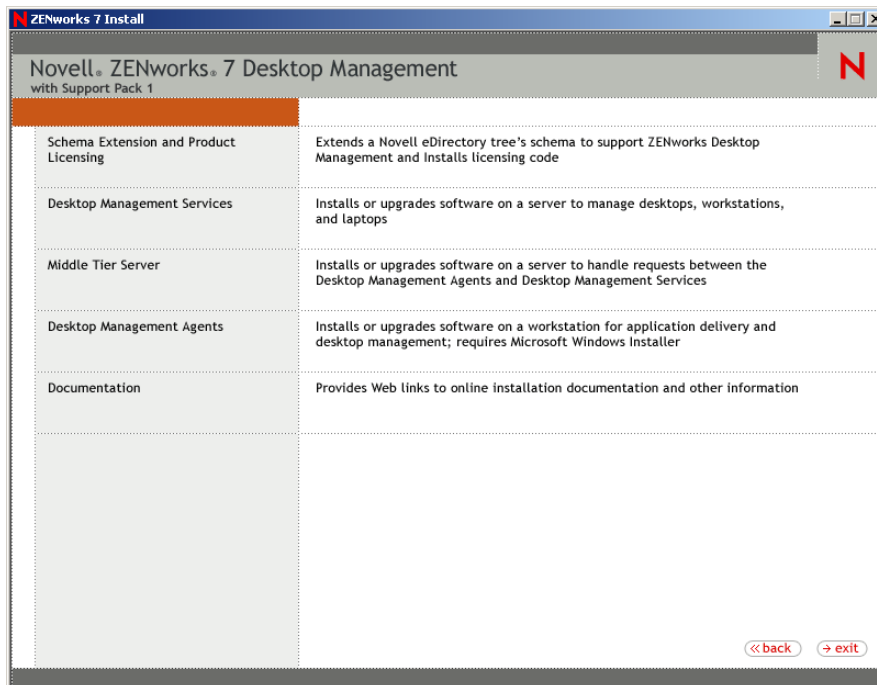 ZENworks 7 Install
Novell® ZENworks® 7 Desktop Management
with Support Pack 1
N
Schema Extension and Product
Licensing
Extends a Novell eDirectory tree's schema to support ZENworks Desktop
Management and Installs licensing code
Desktop Management Services
Installs or upgrades software on a server to manage desktops, workstations,
and laptops
Middle Tier Server
Installs or upgrades software on a server to handle requests between the
Desktop Management Agents and Desktop Management Services
Desktop Management Agents
Installs or upgrades software on a workstation for application delivery and
desktop management; requires Microsoft Windows Installer
Documentation
Provides Web links to online installation documentation and other information
back
exit